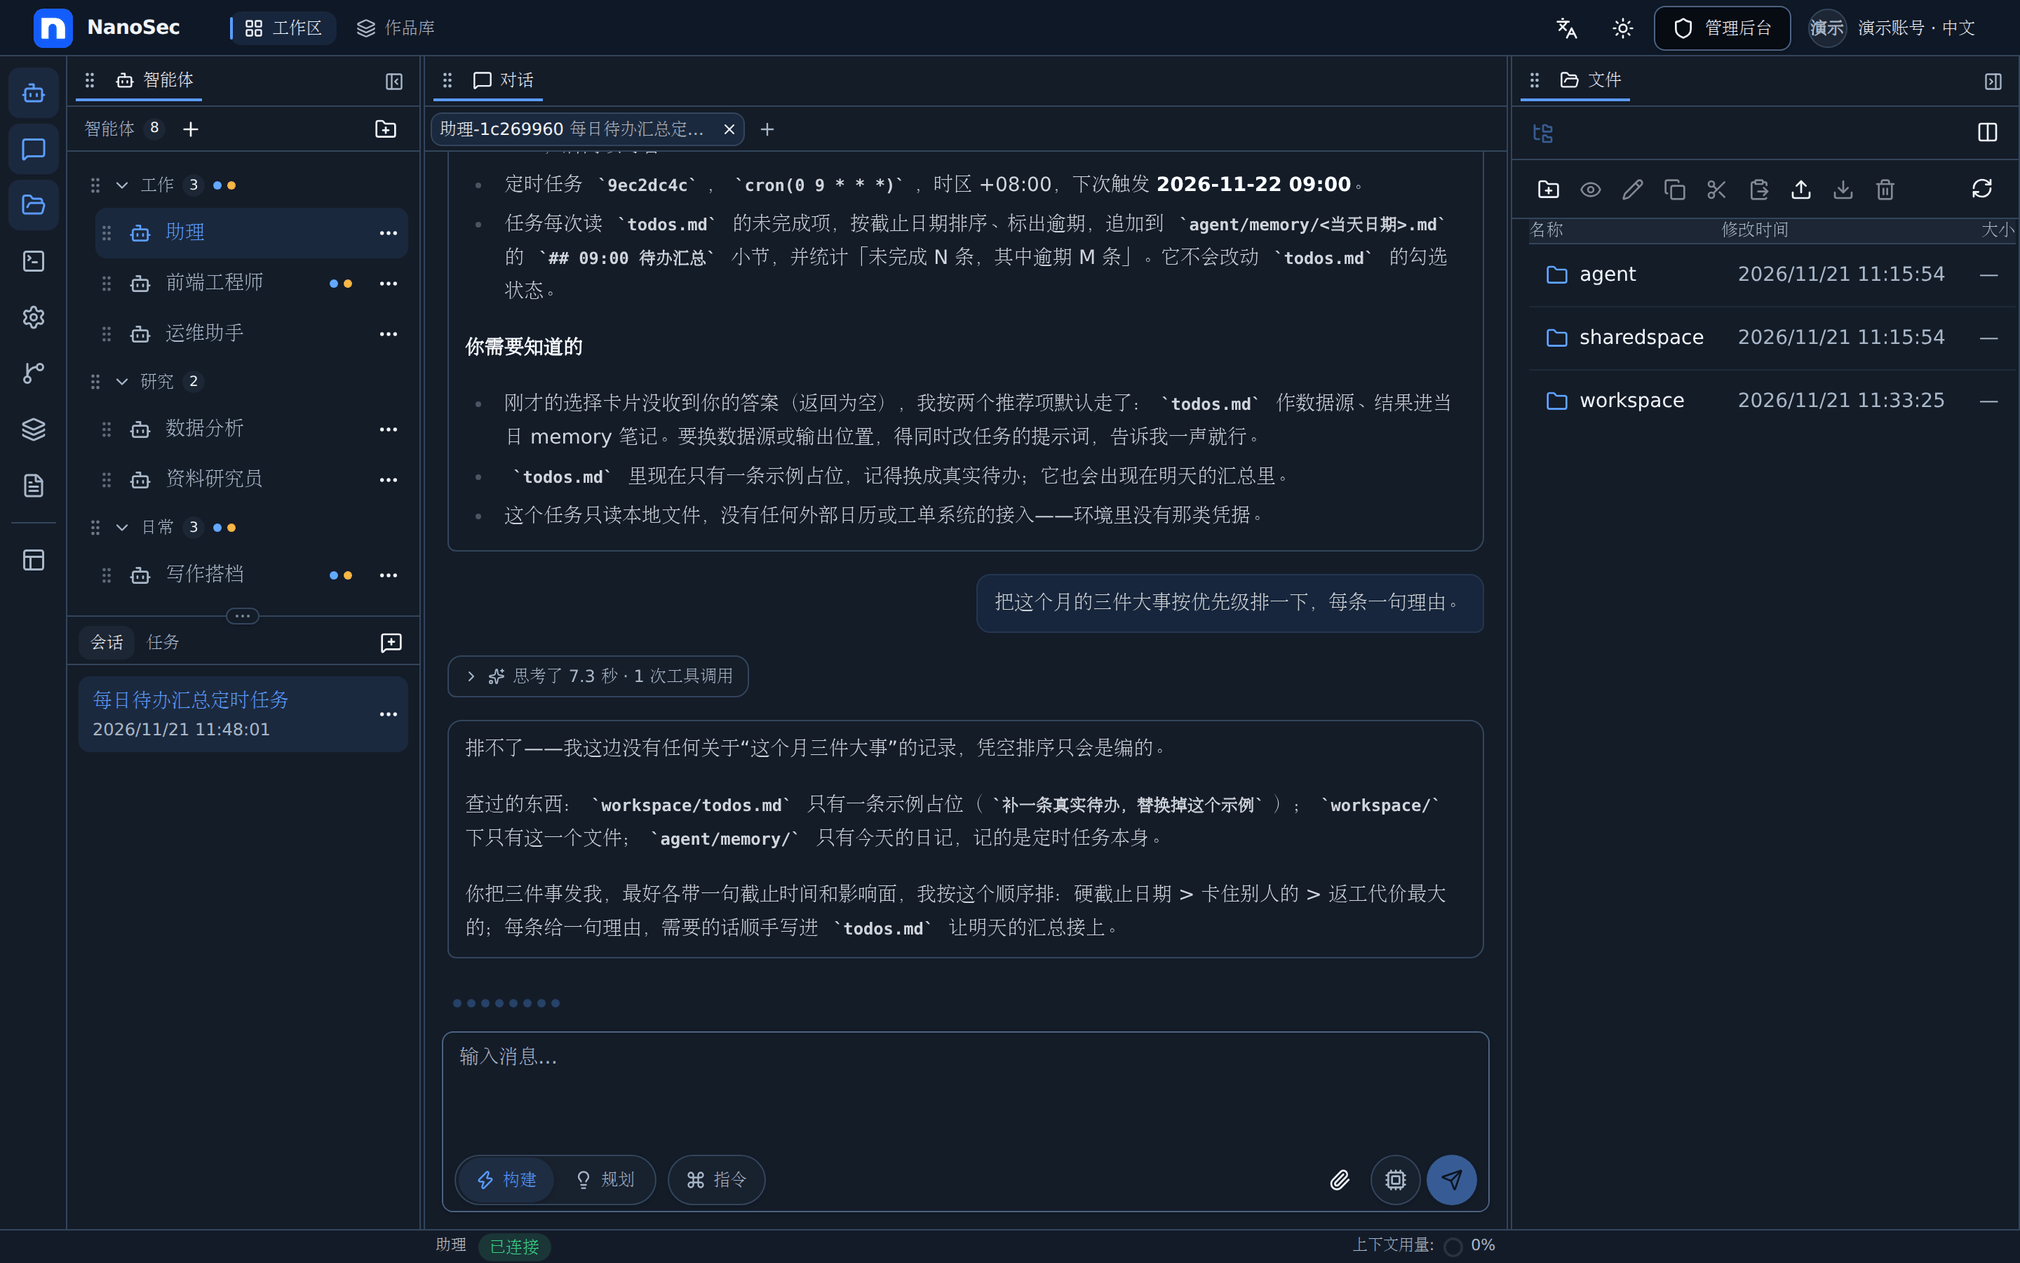 NanoSec
工作区
作品库
管理后台
演示
演示账号 · 中文
智能体
对话
文件
智能体 8
助理-1c269960 每日待办汇总定...
工作 3
助理
前端工程师
运维助手
研究 2
数据分析
资料研究员
日常 3
写作搭档
会话
任务
每日待办汇总定时任务
2026/11/21 11:48:01
定时任务 `9ec2dc4c`，`cron(0 9 * * *)`，时区 +08:00，下次触发 2026-11-22 09:00。
任务每次读 `todos.md` 的未完成项，按截止日期排序、标出逾期，追加到 `agent/memory/<当天日期>.md`
的 `## 09:00 待办汇总` 小节，并统计「未完成 N 条，其中逾期 M 条」。它不会改动 `todos.md` 的勾选
状态。
你需要知道的
刚才的选择卡片没收到你的答案（返回为空），我按两个推荐项默认走了： `todos.md` 作数据源、结果进当
日 memory 笔记。要换数据源或输出位置，得同时改任务的提示词，告诉我一声就行。
`todos.md` 里现在只有一条示例占位，记得换成真实待办；它也会出现在明天的汇总里。
这个任务只读本地文件，没有任何外部日历或工单系统的接入——环境里没有那类凭据。
把这个月的三件大事按优先级排一下，每条一句理由。
思考了 7.3 秒 · 1 次工具调用
排不了——我这边没有任何关于“这个月三件大事”的记录，凭空排序只会是编的。
查过的东西： `workspace/todos.md` 只有一条示例占位（ `补一条真实待办，替换掉这个示例` ）； `workspace/`
下只有这一个文件； `agent/memory/` 只有今天的日记，记的是定时任务本身。
你把三件事发我，最好各带一句截止时间和影响面，我按这个顺序排：硬截止日期 > 卡住别人的 > 返工代价最大
的；每条给一句理由，需要的话顺手写进 `todos.md` 让明天的汇总接上。
输入消息...
构建
规划
指令
助理
已连接
上下文用量: 0%
名称 修改时间 大小
agent 2026/11/21 11:15:54 —
sharedspace 2026/11/21 11:15:54 —
workspace 2026/11/21 11:33:25 —